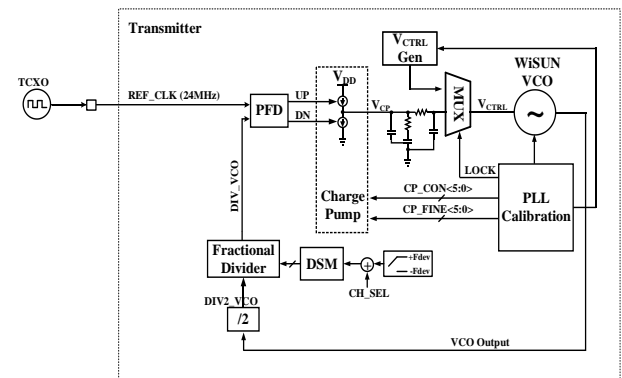 Transmitter
TCXO
REF_CLK (24MHz)
PFD
UP
DN
VDD
Charge
Pump
VCP
VCTRL
Gen
MUX
VCTRL
WiSUN
VCO
~
LOCK
PLL
Calibration
CP_CON<5:0>
CP_FINE<5:0>
DIV_VCO
Fractional
Divider
DSM
+
+Fdev
-Fdev
CH_SEL
DIV2_VCO
/2
VCO Output